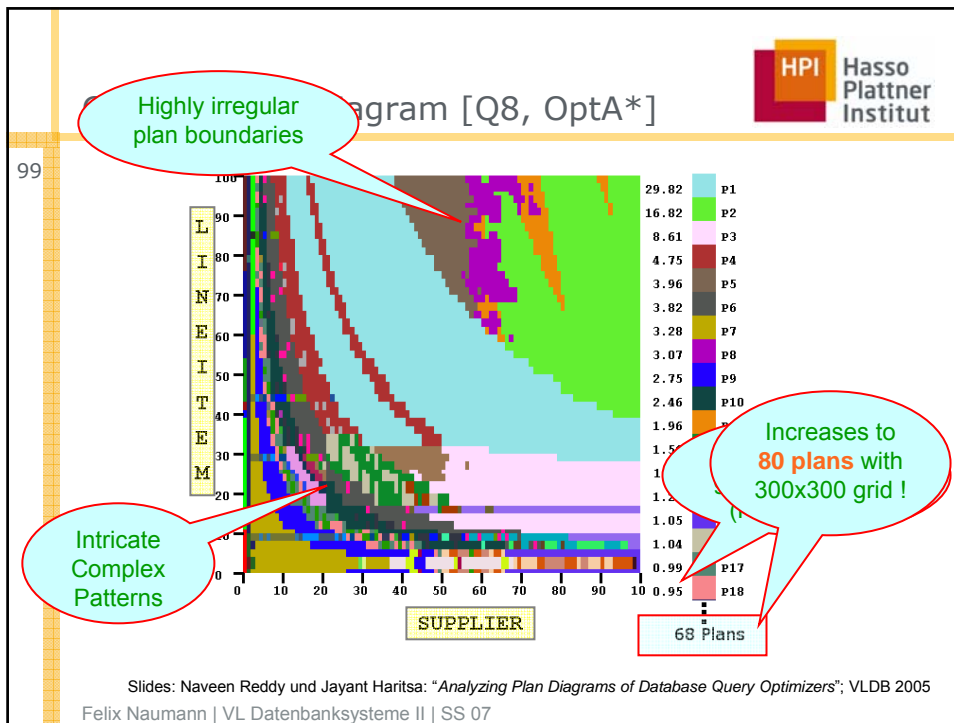 agram [Q8, OptA*]
HPI Hasso
Plattner
Institut
Highly irregular
plan boundaries
99
100
90
80
70
60
50
40
30
20
0
LINEITEM
0 10 20 30 40 50 60 70 80 90 10
SUPPLIER
29.82 P1
16.82 P2
8.61 P3
4.75 P4
3.96 P5
3.82 P6
3.28 P7
3.07 P8
2.75 P9
2.46 P10
1.96
1.05
1.04
0.99 P17
0.95 P18
68 Plans
Increases to
80 plans with
300x300 grid !
Intricate
Complex
Patterns
Slides: Naveen Reddy und Jayant Haritsa: “Analyzing Plan Diagrams of Database Query Optimizers”; VLDB 2005
Felix Naumann | VL Datenbanksysteme II | SS 07